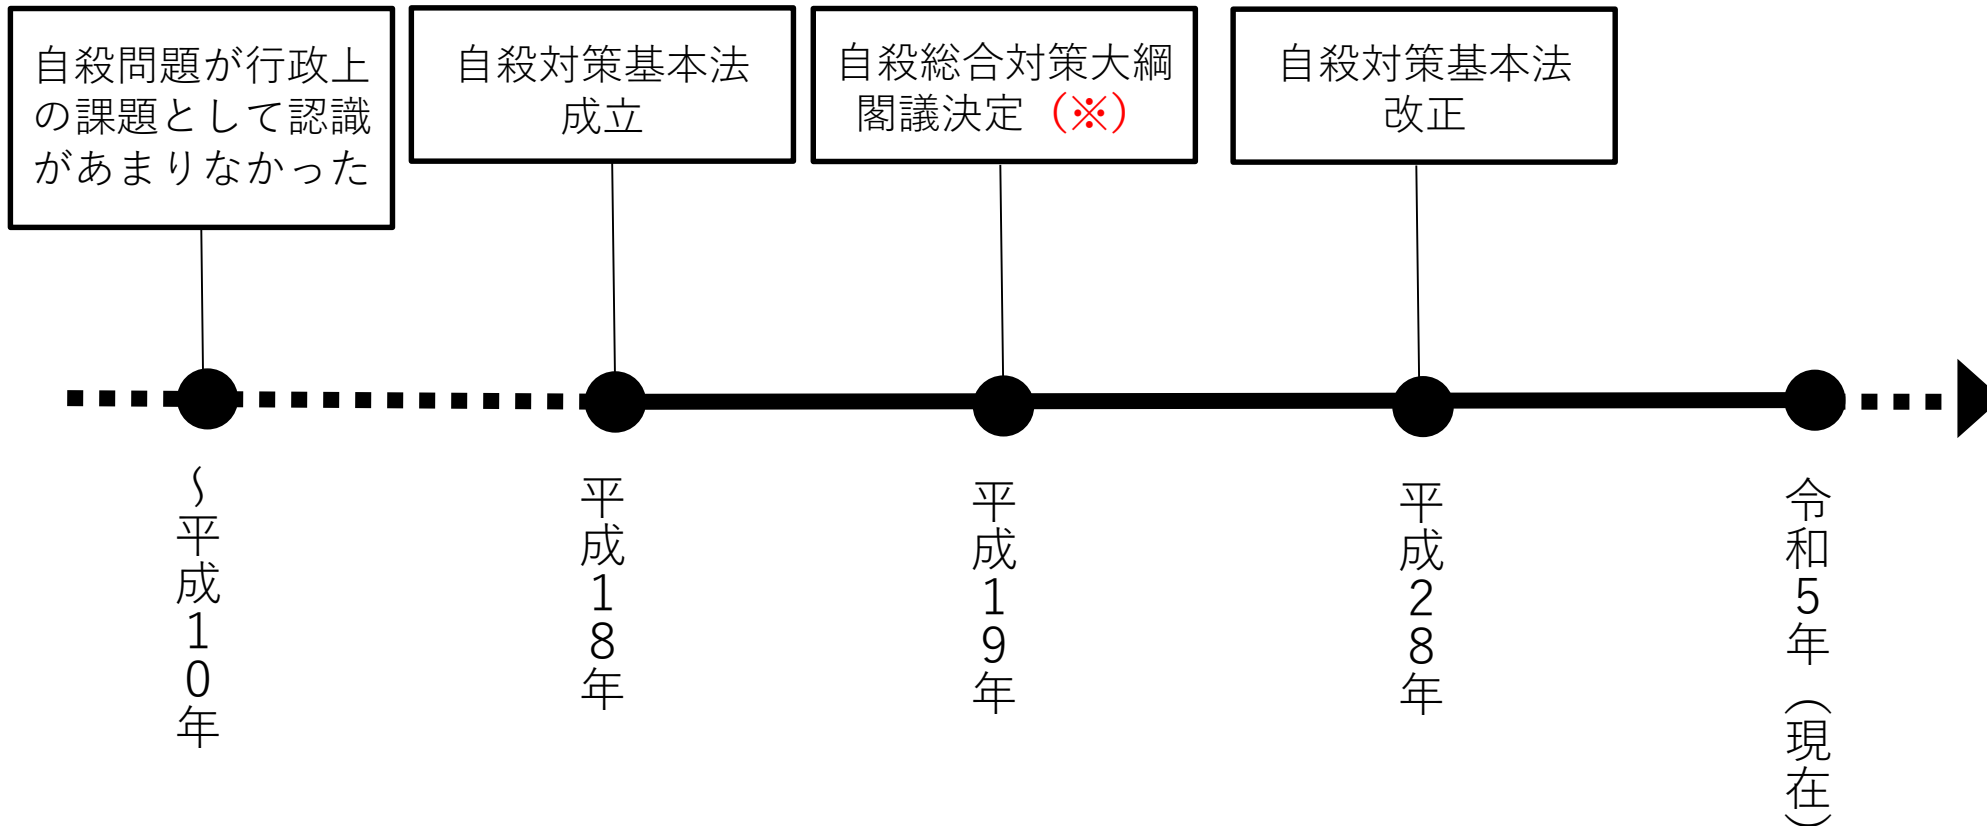 自殺問題が行政上
の課題として認識
があまりなかった
自殺対策基本法
成立
自殺総合対策大綱
閣議決定（※）
自殺対策基本法
改正
～平成10年
平成18年
平成19年
平成28年
令和5年（現在）